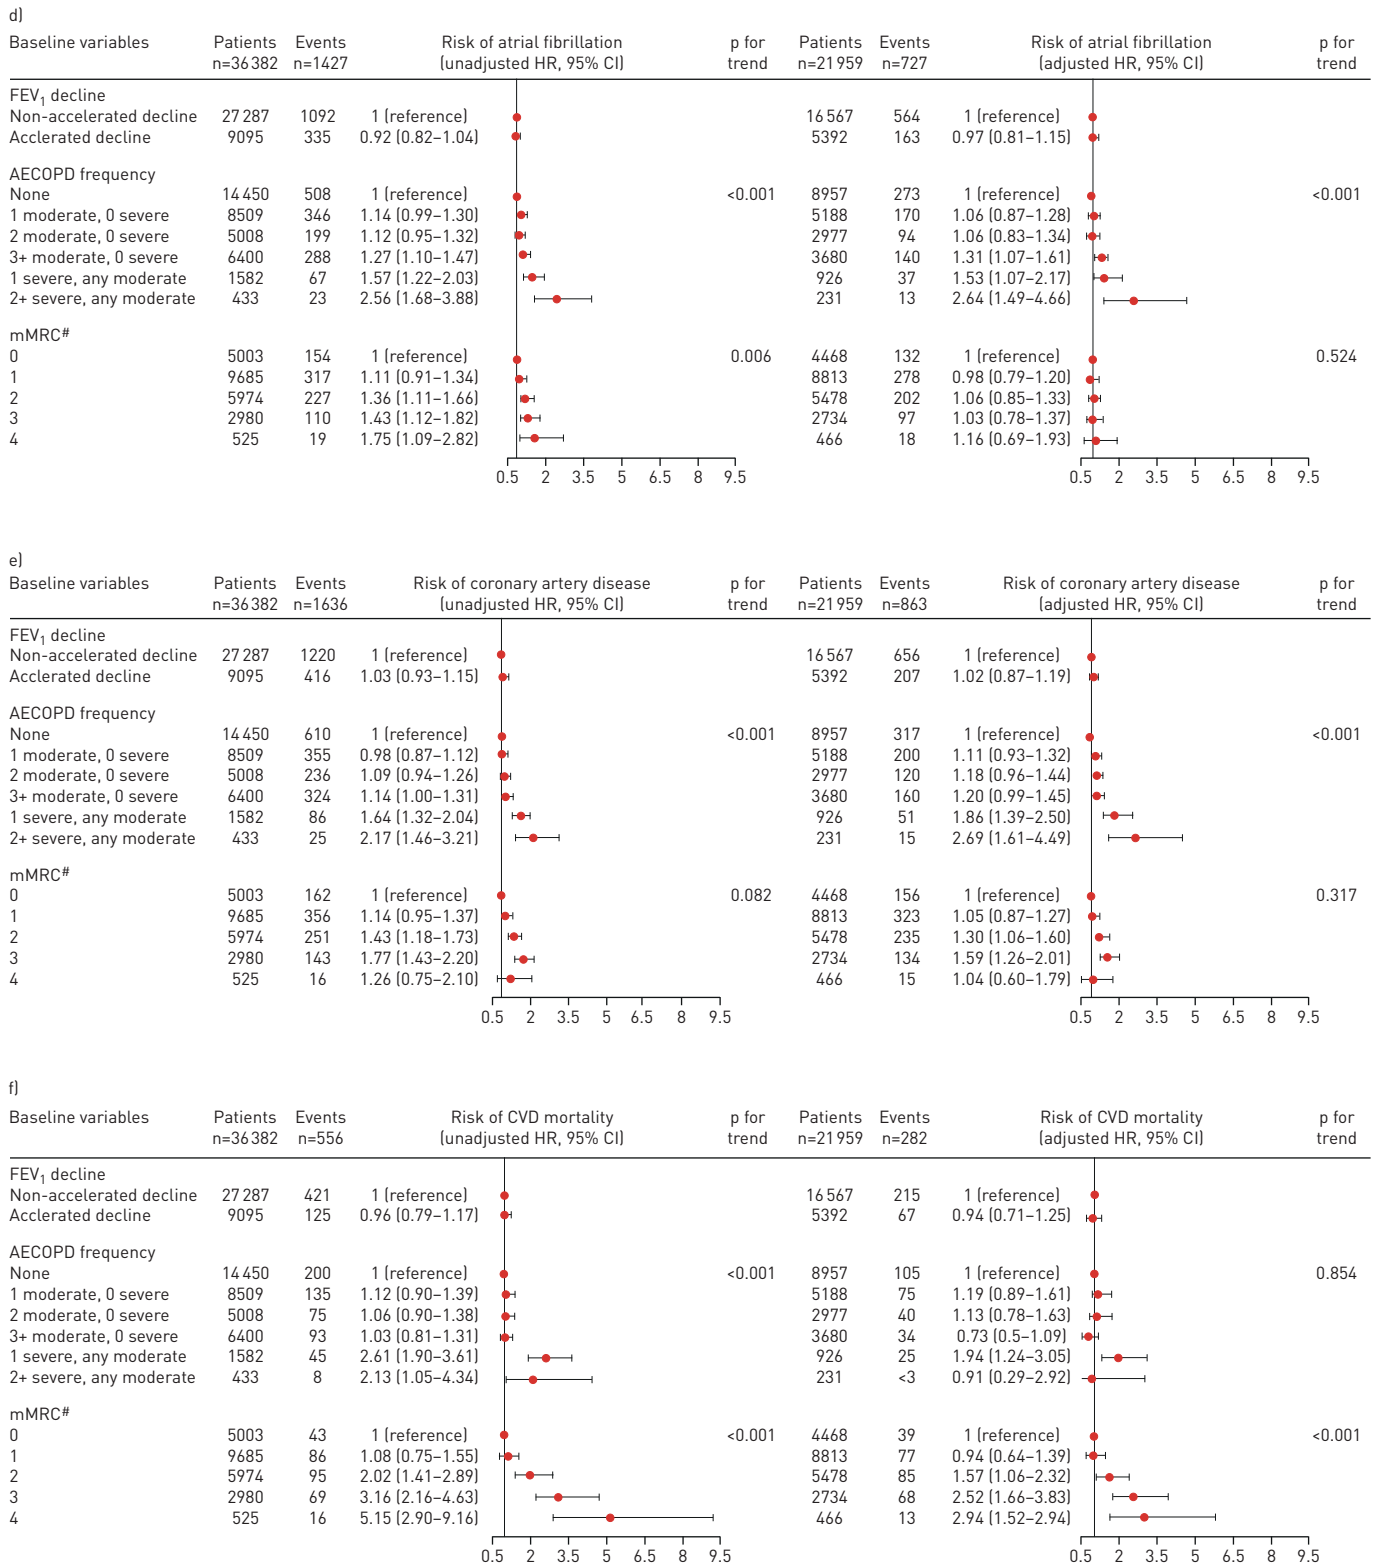 d)
Baseline variables Patients Events Risk of atrial fibrillation p for Patients Events Risk of atrial fibrillation p for
n=36382 n=1427 (unadjusted HR, 95% CI) trend n=21959 n=727 (adjusted HR, 95% CI) trend
FEV1 decline
Non-accelerated decline 27287 1092 1 (reference) 16567 564 1 (reference)
Acclerated decline 9095 335 0.92 (0.82–1.04) 5392 163 0.97 (0.81–1.15)
AECOPD frequency
None 14450 508 1 (reference) <0.001 8957 273 1 (reference) <0.001
1 moderate, 0 severe 8509 346 1.14 (0.99–1.30) 5188 170 1.06 (0.87–1.28)
2 moderate, 0 severe 5008 199 1.12 (0.95–1.32) 2977 94 1.06 (0.83–1.34)
3+ moderate, 0 severe 6400 288 1.27 (1.10–1.47) 3680 140 1.31 (1.07–1.61)
1 severe, any moderate 1582 67 1.57 (1.22–2.03) 926 37 1.53 (1.07–2.17)
2+ severe, any moderate 433 23 2.56 (1.68–3.88) 231 13 2.64 (1.49–4.66)
mMRC#
0 5003 154 1 (reference) 0.006 4468 132 1 (reference) 0.524
1 9685 317 1.11 (0.91–1.34) 8813 278 0.98 (0.79–1.20)
2 5974 227 1.36 (1.11–1.66) 5478 202 1.06 (0.85–1.33)
3 2980 110 1.43 (1.12–1.82) 2734 97 1.03 (0.78–1.37)
4 525 19 1.75 (1.09–2.82) 466 18 1.16 (0.69–1.93)
0.5 2 3.5 5 6.5 8 9.5 0.5 2 3.5 5 6.5 8 9.5
e)
Baseline variables Patients Events Risk of coronary artery disease p for Patients Events Risk of coronary artery disease p for
n=36382 n=1636 (unadjusted HR, 95% CI) trend n=21959 n=863 (adjusted HR, 95% CI) trend
FEV1 decline
Non-accelerated decline 27287 1220 1 (reference) 16567 656 1 (reference)
Acclerated decline 9095 416 1.03 (0.93–1.15) 5392 207 1.02 (0.87–1.19)
AECOPD frequency
None 14450 610 1 (reference) <0.001 8957 317 1 (reference) <0.001
1 moderate, 0 severe 8509 355 0.98 (0.87–1.12) 5188 200 1.11 (0.93–1.32)
2 moderate, 0 severe 5008 236 1.09 (0.94–1.26) 2977 120 1.18 (0.96–1.44)
3+ moderate, 0 severe 6400 324 1.14 (1.00–1.31) 3680 160 1.20 (0.99–1.45)
1 severe, any moderate 1582 86 1.64 (1.32–2.04) 926 51 1.86 (1.39–2.50)
2+ severe, any moderate 433 25 2.17 (1.46–3.21) 231 15 2.69 (1.61–4.49)
mMRC#
0 5003 162 1 (reference) 0.082 4468 156 1 (reference) 0.317
1 9685 356 1.14 (0.95–1.37) 8813 323 1.05 (0.87–1.27)
2 5974 251 1.43 (1.18–1.73) 5478 235 1.30 (1.06–1.60)
3 2980 143 1.77 (1.43–2.20) 2734 134 1.59 (1.26–2.01)
4 525 16 1.26 (0.75–2.10) 466 15 1.04 (0.60–1.79)
0.5 2 3.5 5 6.5 8 9.5 0.5 2 3.5 5 6.5 8 9.5
f)
Baseline variables Patients Events Risk of CVD mortality p for Patients Events Risk of CVD mortality p for
n=36382 n=556 (unadjusted HR, 95% CI) trend n=21959 n=282 (adjusted HR, 95% CI) trend
FEV1 decline
Non-accelerated decline 27287 421 1 (reference) 16567 215 1 (reference)
Acclerated decline 9095 125 0.96 (0.79–1.17) 5392 67 0.94 (0.71–1.25)
AECOPD frequency
None 14450 200 1 (reference) <0.001 8957 105 1 (reference) 0.854
1 moderate, 0 severe 8509 135 1.12 (0.90–1.39) 5188 75 1.19 (0.89–1.61)
2 moderate, 0 severe 5008 75 1.06 (0.90–1.38) 2977 40 1.13 (0.78–1.63)
3+ moderate, 0 severe 6400 93 1.03 (0.81–1.31) 3680 34 0.73 (0.5–1.09)
1 severe, any moderate 1582 45 2.61 (1.90–3.61) 926 25 1.94 (1.24–3.05)
2+ severe, any moderate 433 8 2.13 (1.05–4.34) 231 <3 0.91 (0.29–2.92)
mMRC#
0 5003 43 1 (reference) <0.001 4468 39 1 (reference) <0.001
1 9685 86 1.08 (0.75–1.55) 8813 77 0.94 (0.64–1.39)
2 5974 95 2.02 (1.41–2.89) 5478 85 1.57 (1.06–2.32)
3 2980 69 3.16 (2.16–4.63) 2734 68 2.52 (1.66–3.83)
4 525 16 5.15 (2.90–9.16) 466 13 2.94 (1.52–2.94)
0.5 2 3.5 5 6.5 8 9.5 0.5 2 3.5 5 6.5 8 9.5